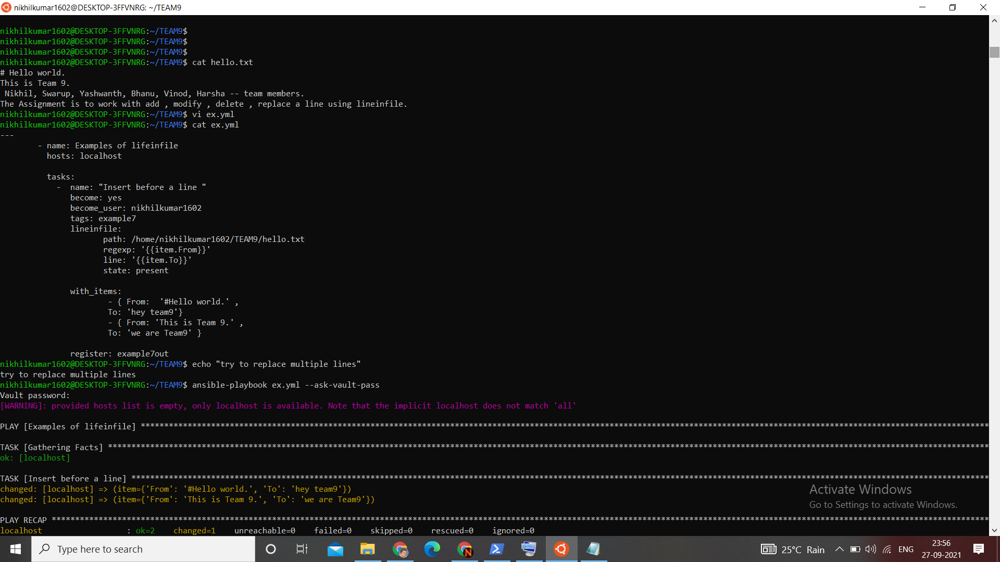 nikhilkumar1602@DESKTOP-3FFVNRG: ~/TEAM9
nikhilkumar1602@DESKTOP-3FFVNRG:~/TEAM9$
nikhilkumar1602@DESKTOP-3FFVNRG:~/TEAM9$
nikhilkumar1602@DESKTOP-3FFVNRG:~/TEAM9$
nikhilkumar1602@DESKTOP-3FFVNRG:~/TEAM9$ cat hello.txt
# Hello world.
This is Team 9.
 Nikhil, Swarup, Yashwanth, Bhanu, Vinod, Harsha -- team members.
The Assignment is to work with add , modify , delete , replace a line using lineinfile.
nikhilkumar1602@DESKTOP-3FFVNRG:~/TEAM9$ vi ex.yml
nikhilkumar1602@DESKTOP-3FFVNRG:~/TEAM9$ cat ex.yml
---
        - name: Examples of lifeinfile
          hosts: localhost
          tasks:
            -  name: "Insert before a line "
               become: yes
               become_user: nikhilkumar1602
               tags: example7
               lineinfile:
                      path: /home/nikhilkumar1602/TEAM9/hello.txt
                      regexp: '{{item.From}}'
                      line: '{{item.To}}'
                      state: present
               with_items:
                       - { From:  '#Hello world.' ,
                       To: 'hey team9'}
                       - { From: 'This is Team 9.' ,
                       To: 'we are Team9' }
               register: example7out
nikhilkumar1602@DESKTOP-3FFVNRG:~/TEAM9$ echo "try to replace multiple lines"
try to replace multiple lines
nikhilkumar1602@DESKTOP-3FFVNRG:~/TEAM9$ ansible-playbook ex.yml --ask-vault-pass
Vault password:
[WARNING]: provided hosts list is empty, only localhost is available. Note that the implicit localhost does not match 'all'
PLAY [Examples of lifeinfile] *************************************************************************************************************************************************************************************
TASK [Gathering Facts] ********************************************************************************************************************************************************************************************
ok: [localhost]
TASK [Insert before a line] ***************************************************************************************************************************************************************************************
changed: [localhost] => (item={'From': '#Hello world.', 'To': 'hey team9'})
changed: [localhost] => (item={'From': 'This is Team 9.', 'To': 'we are Team9'})
PLAY RECAP ********************************************************************************************************************************************************************************************************
localhost                  : ok=2    changed=1    unreachable=0    failed=0    skipped=0    rescued=0    ignored=0
Activate Windows
Go to Settings to activate Windows.
Type here to search
25°C Rain
ENG
23:56
27-09-2021